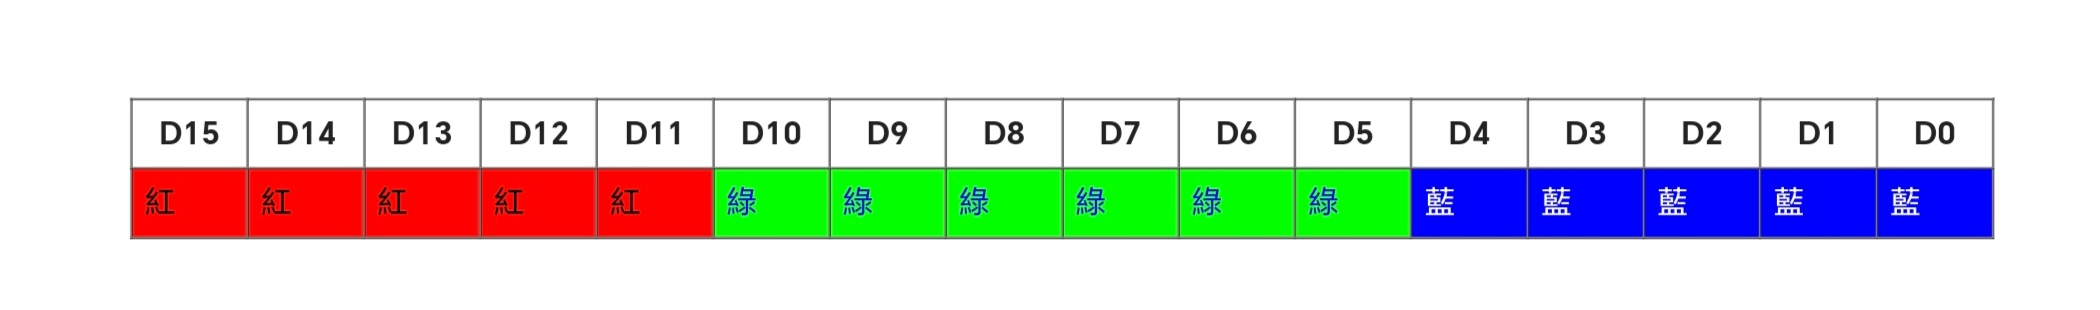 D15 D14 D13 D12 D11 D10 D9 D8 D7 D6 D5 D4 D3 D2 D1 D0
紅 紅 紅 紅 紅 綠 綠 綠 綠 綠 綠 藍 藍 藍 藍 藍